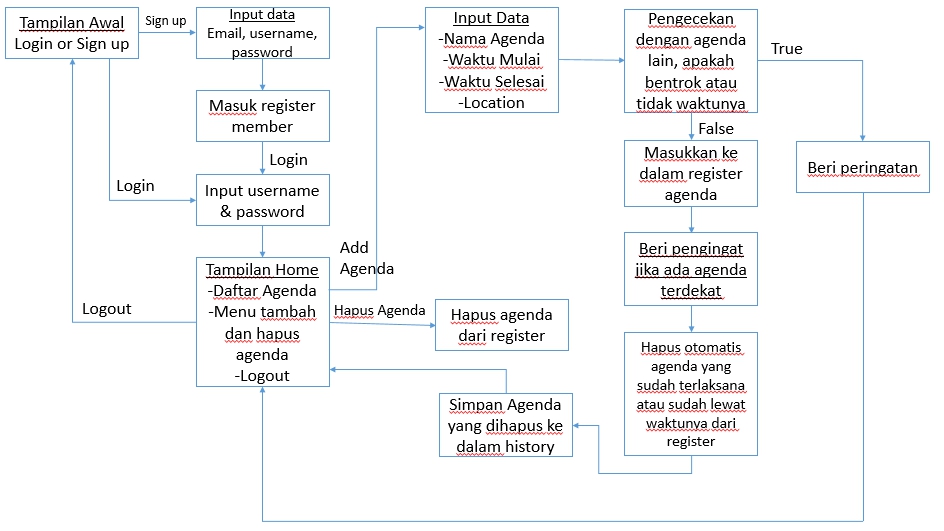 Tampilan Awal
Login or Sign up
Sign up
Input data
Email, username,
password
Masuk register
member
Login
Login
Input username
& password
Tampilan Home
-Daftar Agenda
-Menu tambah
dan hapus
agenda
-Logout
Logout
Add
Agenda
Hapus Agenda
Hapus agenda
dari register
Input Data
-Nama Agenda
-Waktu Mulai
-Waktu Selesai
-Location
Pengecekan
dengan agenda
lain, apakah
bentrok atau
tidak waktunya
True
False
Beri peringatan
Masukkan ke
dalam register
agenda
Beri pengingat
jika ada agenda
terdekat
Hapus otomatis
agenda yang
sudah terlaksana
atau sudah lewat
waktunya dari
register
Simpan Agenda
yang dihapus ke
dalam history